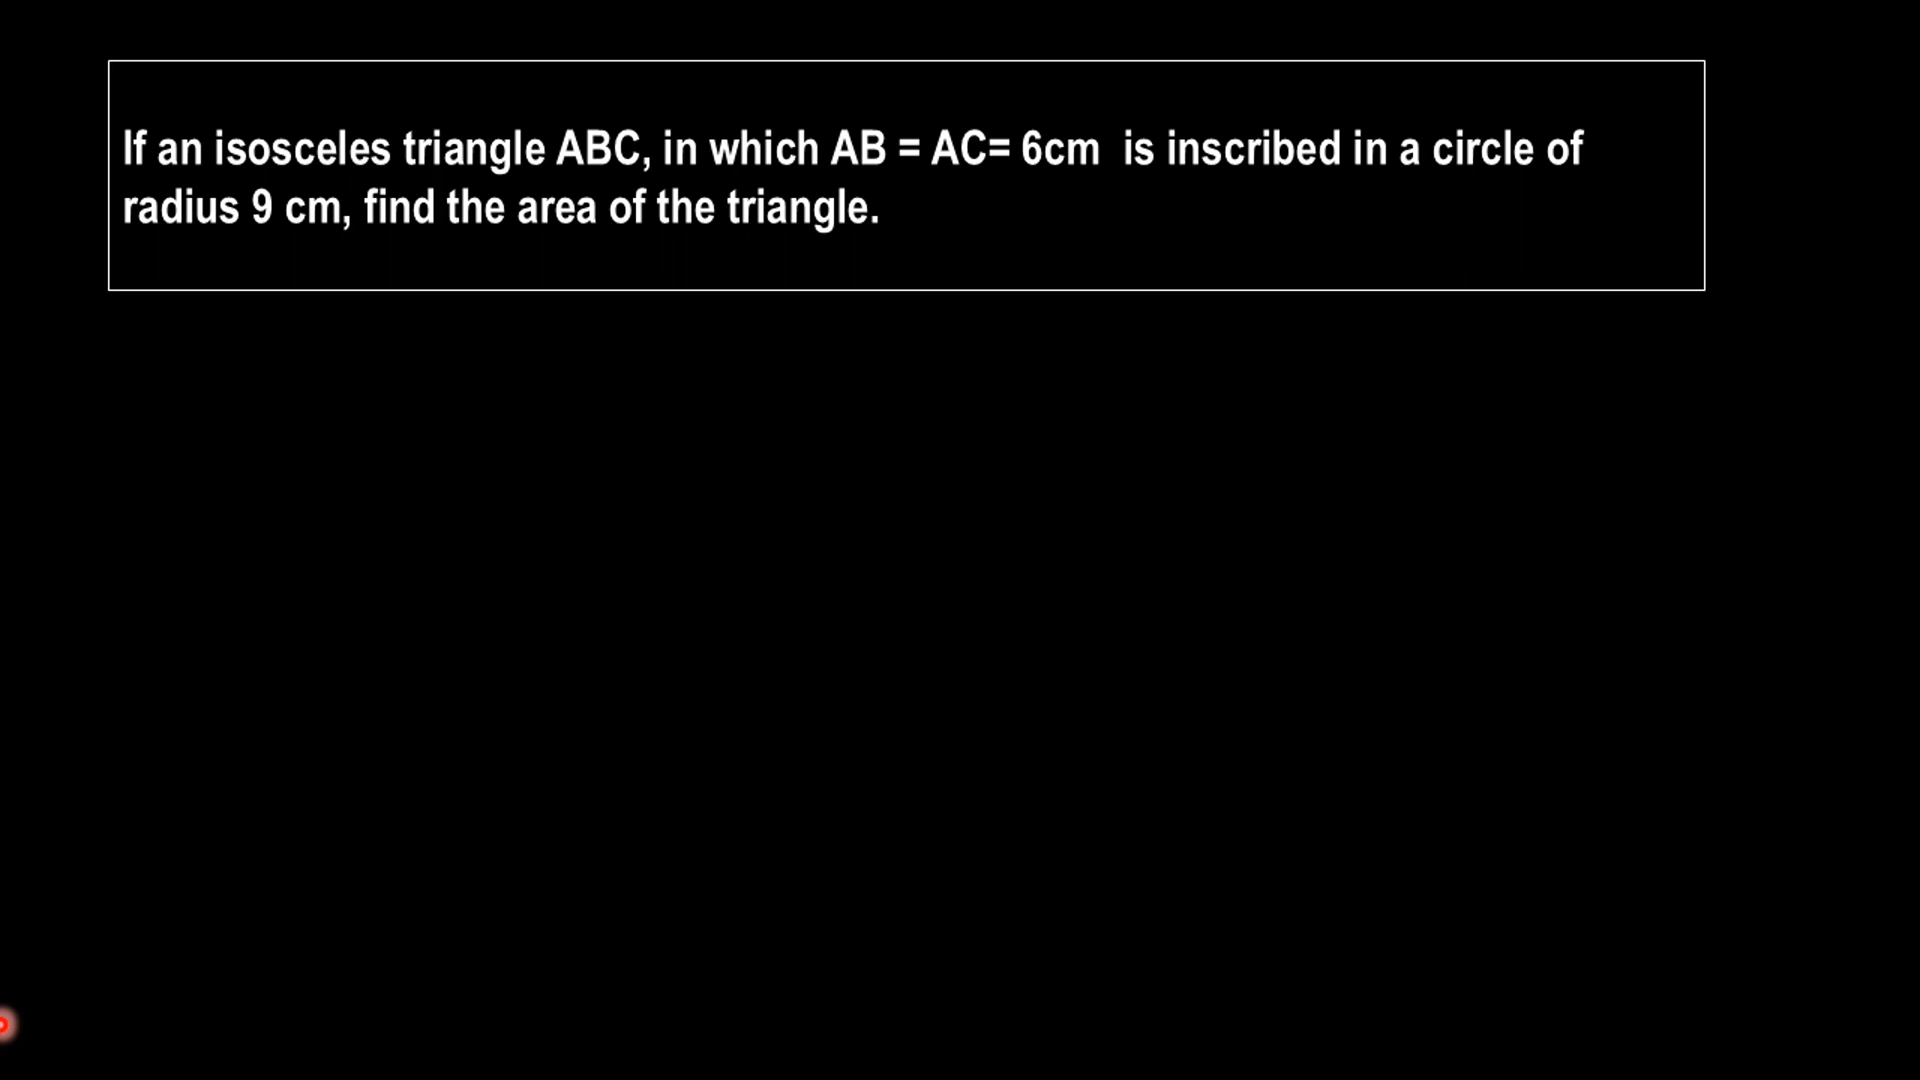 If an isosceles triangle ABC, in which AB = AC= 6cm  is inscribed in a circle of
radius 9 cm, find the area of the triangle.